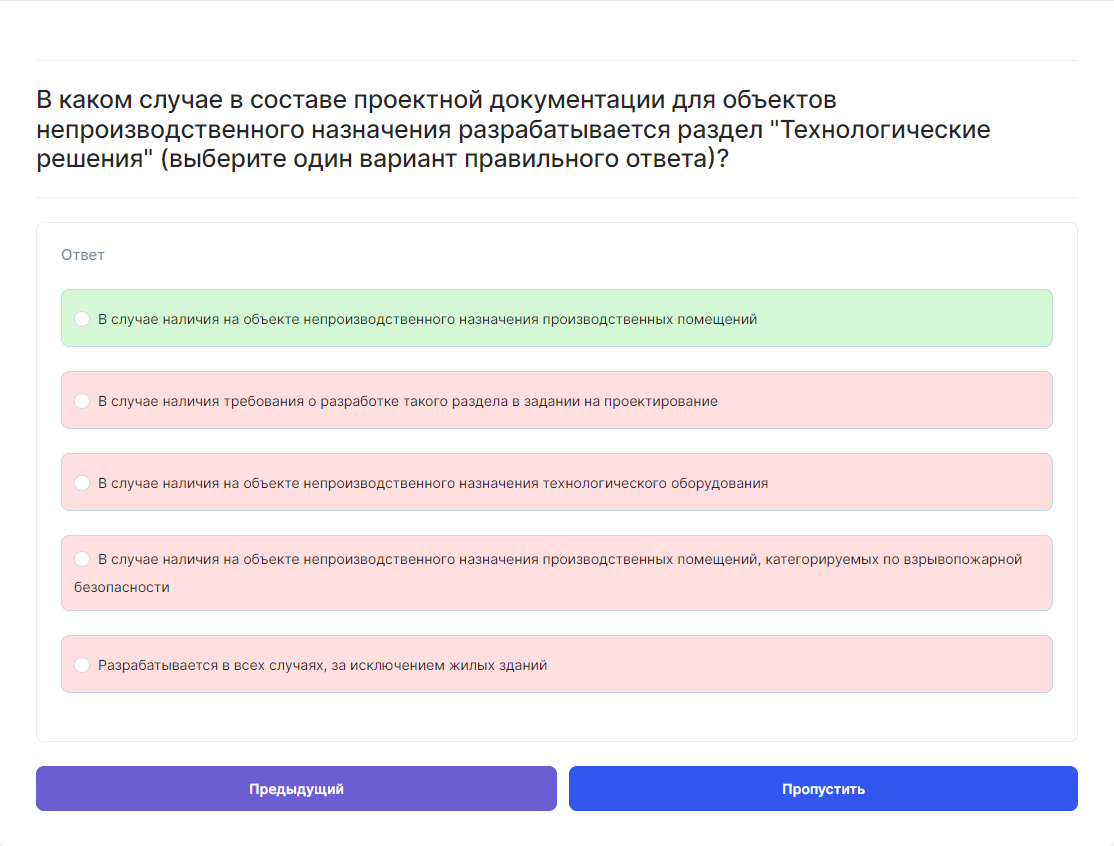 В каком случае в составе проектной документации для объектов
непроизводственного назначения разрабатывается раздел "Технологические
решения" (выберите один вариант правильного ответа)?
Ответ
В случае наличия на объекте непроизводственного назначения производственных помещений
В случае наличия требования о разработке такого раздела в задании на проектирование
В случае наличия на объекте непроизводственного назначения технологического оборудования
В случае наличия на объекте непроизводственного назначения производственных помещений, категорируемых по взрывопожарной
безопасности
Разрабатывается в всех случаях, за исключением жилых зданий
Предыдущий
Пропустить